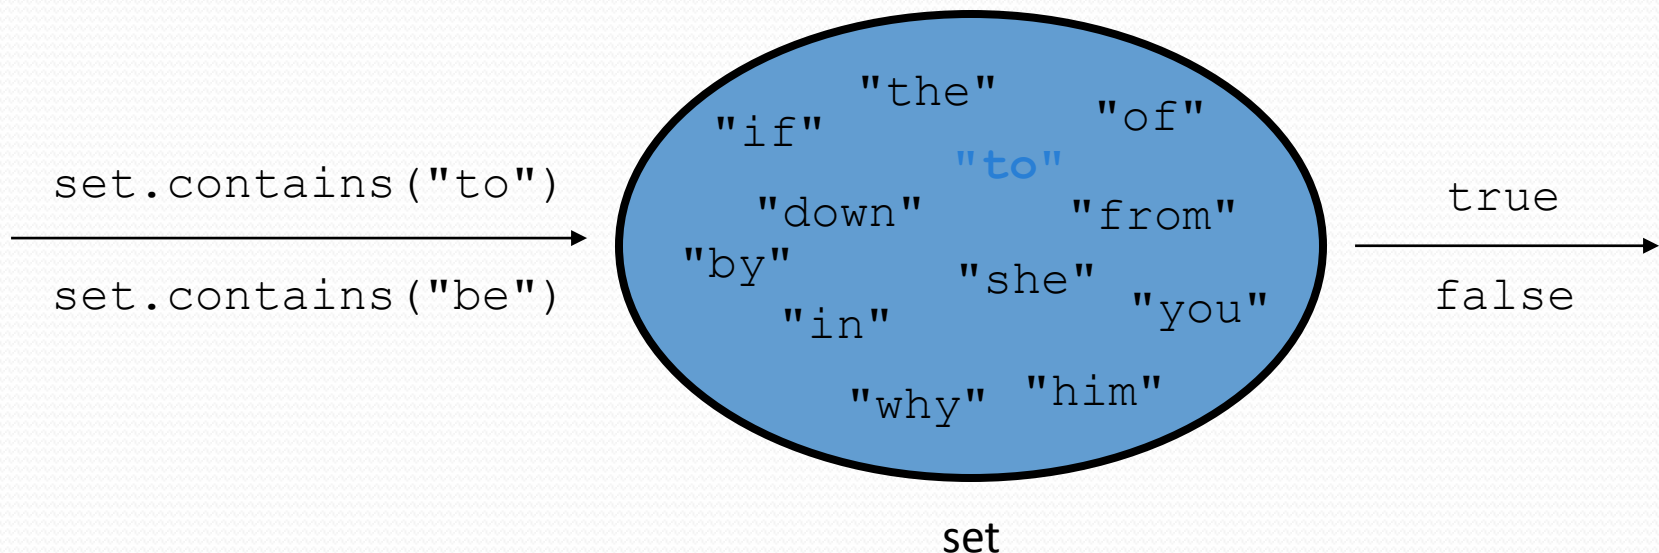 set.contains("to")
set.contains("be")
"the"
"of"
"if"
"to"
"down"
"from"
"by"
"she"
"you"
"in"
"him"
"why"
set
true
false